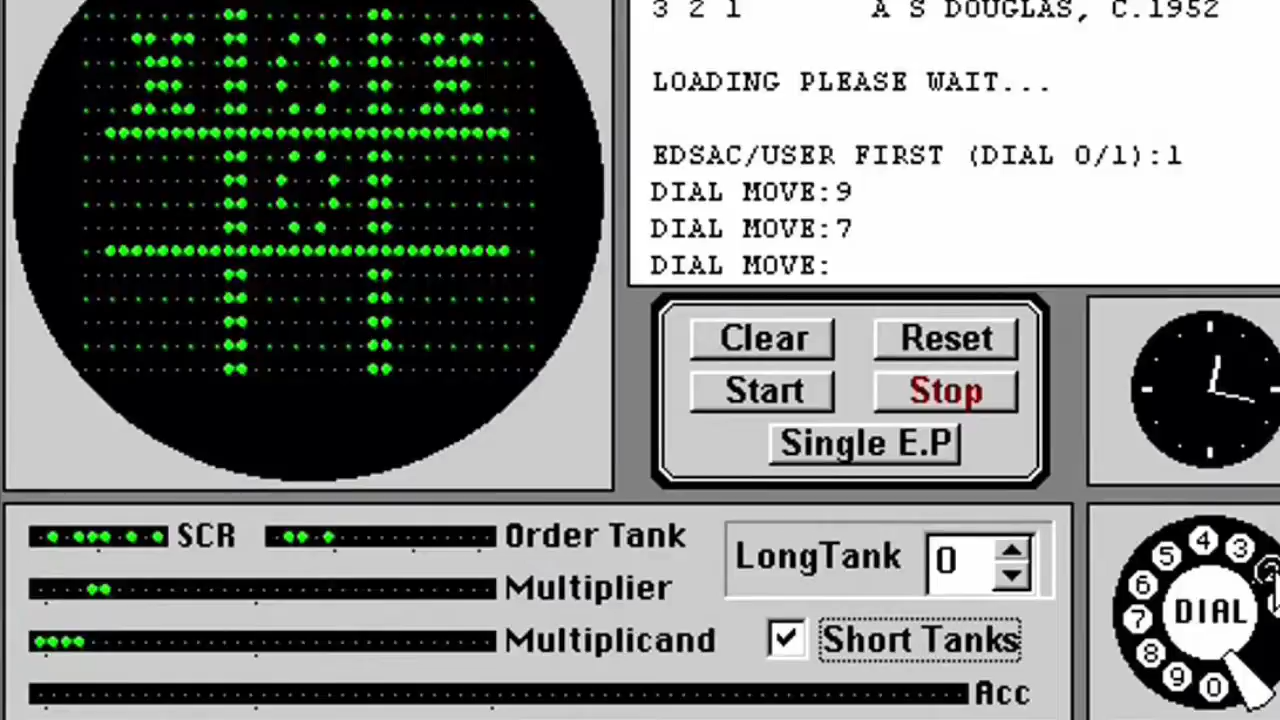 3 2 1 A S DOUGLAS, C.1952
LOADING PLEASE WAIT...
EDSAC/USER FIRST (DIAL 0/1):1
DIAL MOVE:9
DIAL MOVE:7
DIAL MOVE:
Clear
Reset
Start
Stop
Single E.P
SCR
Order Tank
LongTank
0
Multiplier
Multiplicand
Short Tanks
Acc
5 4 3
6
7
8
9 0
DIAL